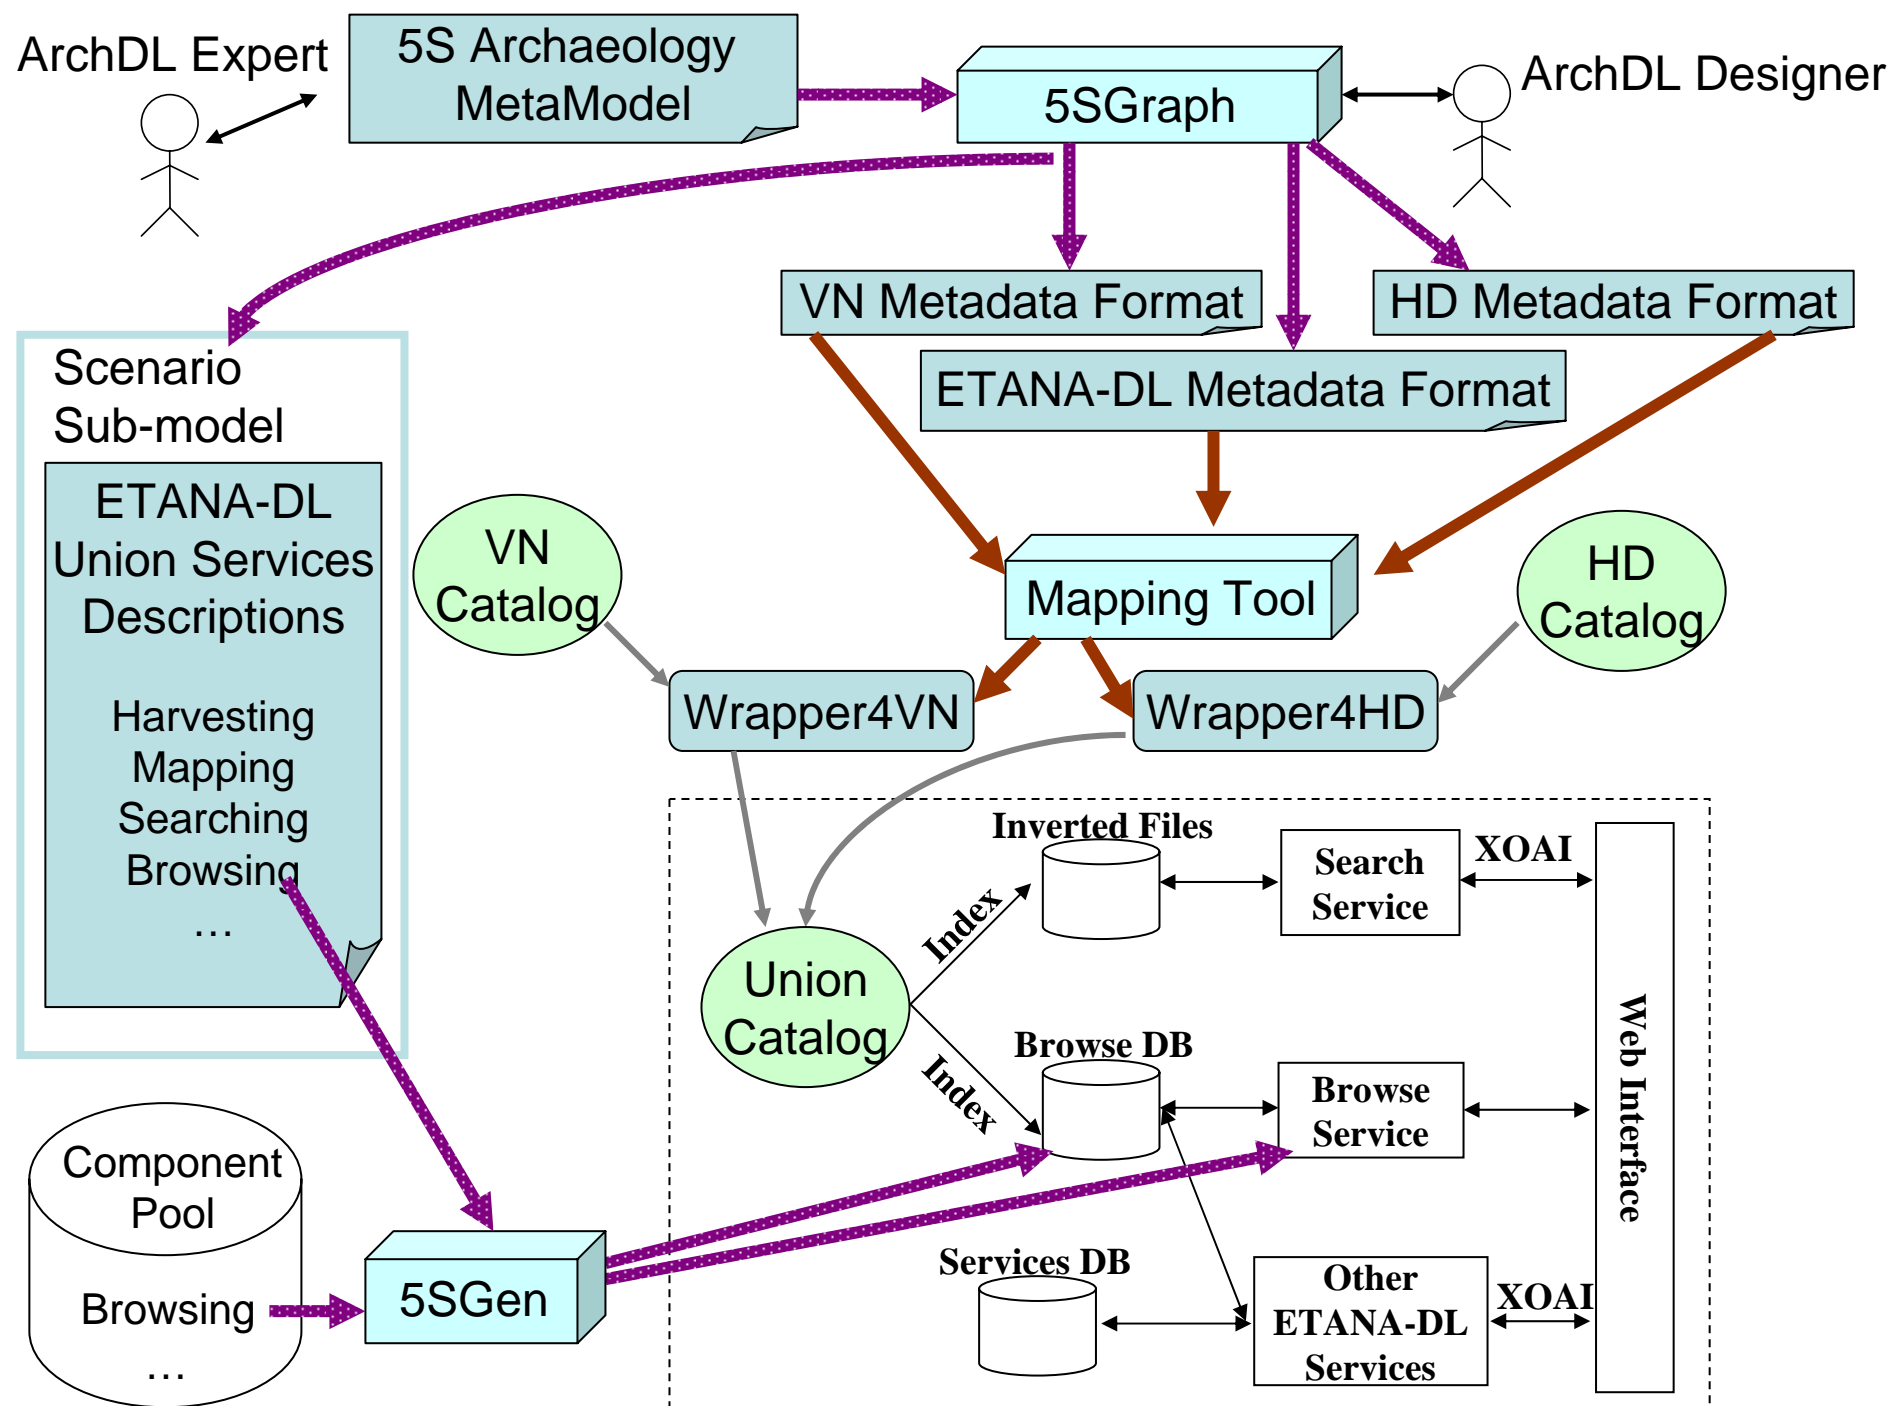 ArchDL Expert
5S Archaeology
MetaModel
5SGraph
ArchDL Designer
VN Metadata Format
HD Metadata Format
ETANA-DL Metadata Format
Scenario
Sub-model
ETANA-DL
Union Services
Descriptions
Harvesting
Mapping
Searching
Browsing
…
VN
Catalog
Mapping Tool
HD
Catalog
Wrapper4VN
Wrapper4HD
Inverted Files
Search
Service
XOAI
Index
Union
Catalog
Index
Browse DB
Browse
Service
Web Interface
Component
Pool
Browsing
…
5SGen
Services DB
Other
ETANA-DL
Services
XOAI